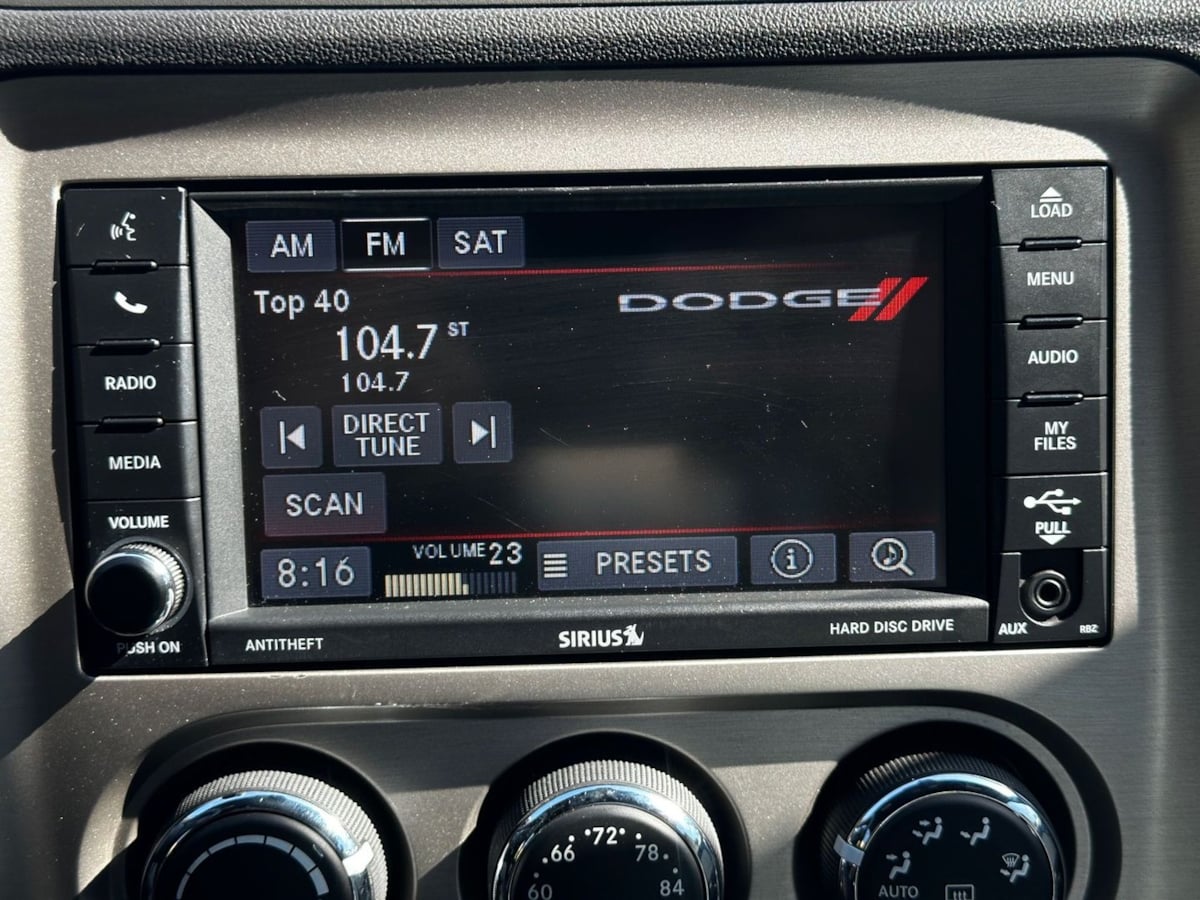 AM FM SAT
Top 40
DODGE
104.7 ST
104.7
DIRECT
TUNE
SCAN
8:16
VOLUME 23
PRESETS
RADIO
MEDIA
VOLUME
PUSH ON
ANTITHEFT
SIRIUS
HARD DISC DRIVE
LOAD
MENU
AUDIO
MY
FILES
PULL
AUX
RBZ
60 66 72 78 84
AUTO